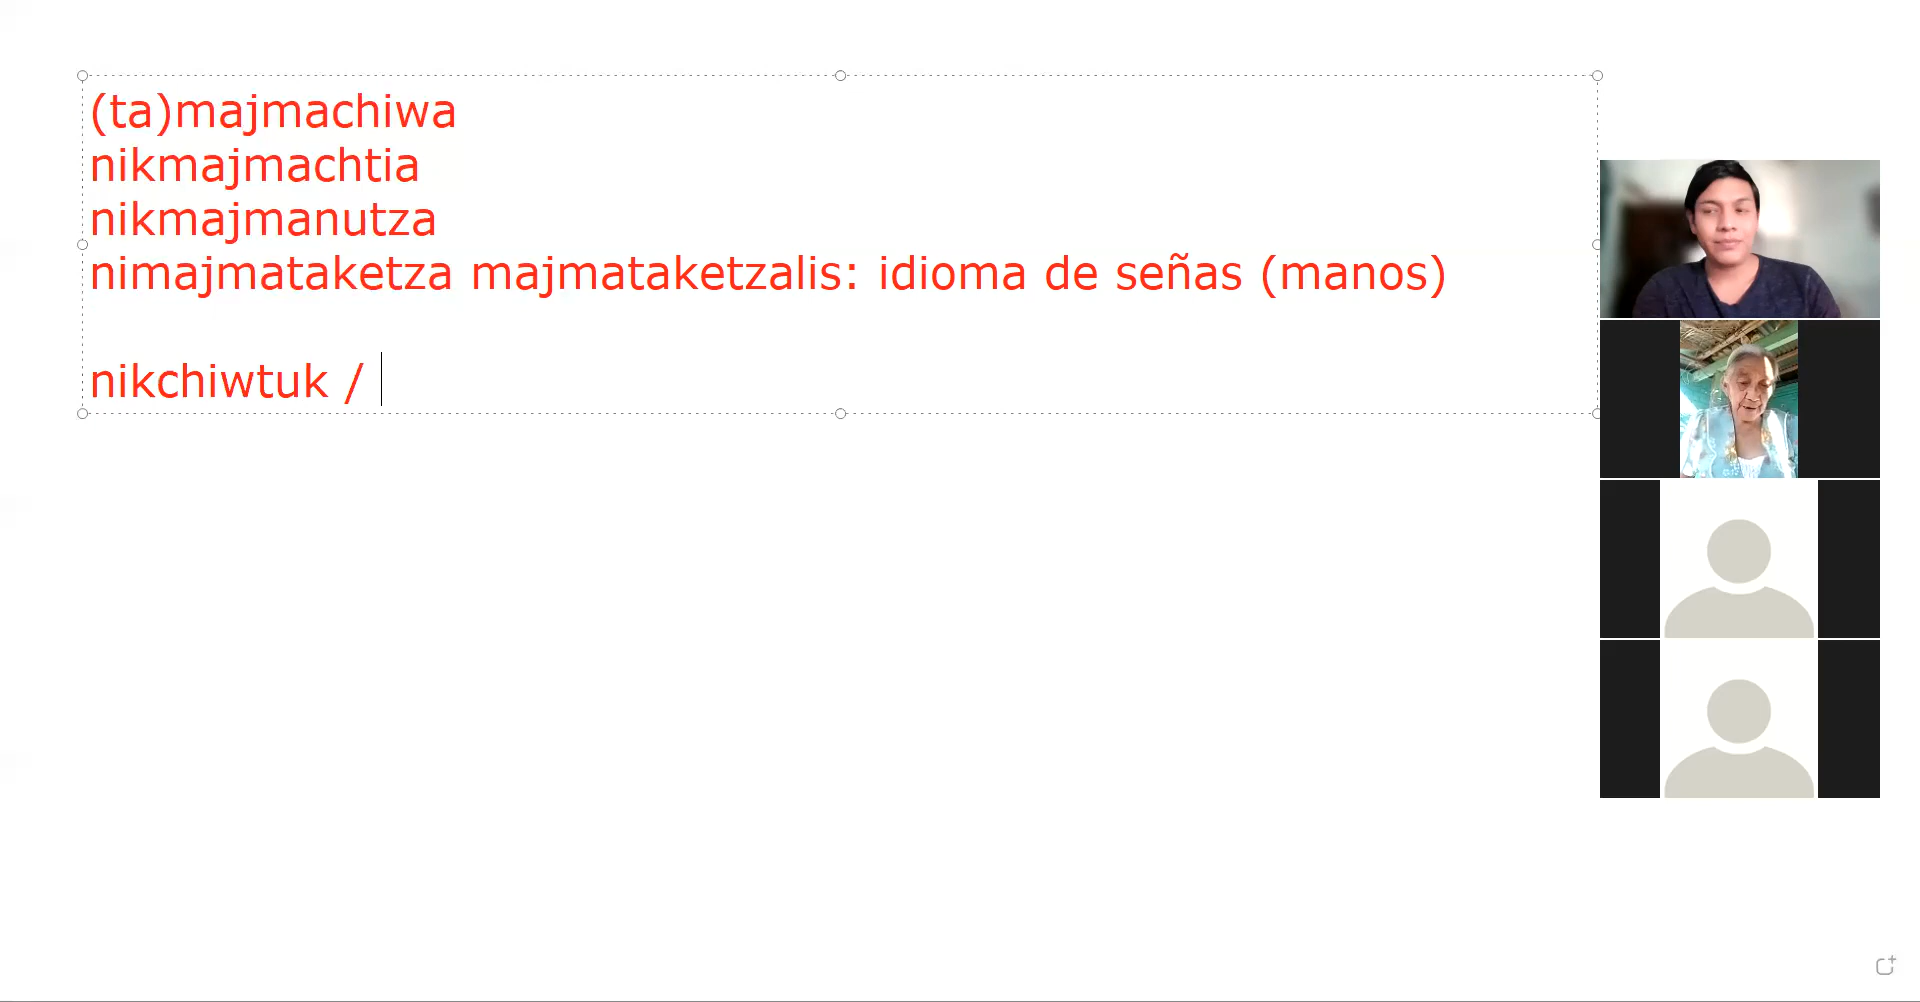 (ta)majmachiwa
nikmajmachtia
nikmajmanutza
nimajmataketza majmataketzalis: idioma de señas (manos)
nikchiwtuk /